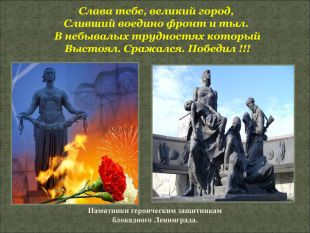 Слава тебе, великий город,
Сливший воедино фронт и тыл.
В небывалых трудностях который
Выстоял. Сражался. Победил !!!
Памятники героическим защитникам
блокадного Ленинграда.